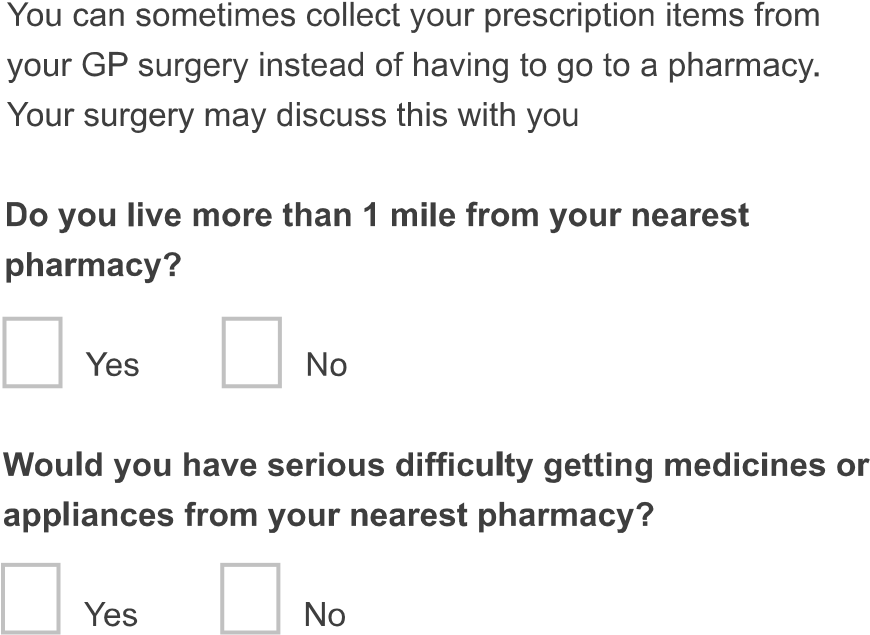 You can sometimes collect your prescription items from
your GP surgery instead of having to go to a pharmacy.
Your surgery may discuss this with you
Do you live more than 1 mile from your nearest
pharmacy?
Yes No
Would you have serious difficulty getting medicines or
appliances from your nearest pharmacy?
Yes No